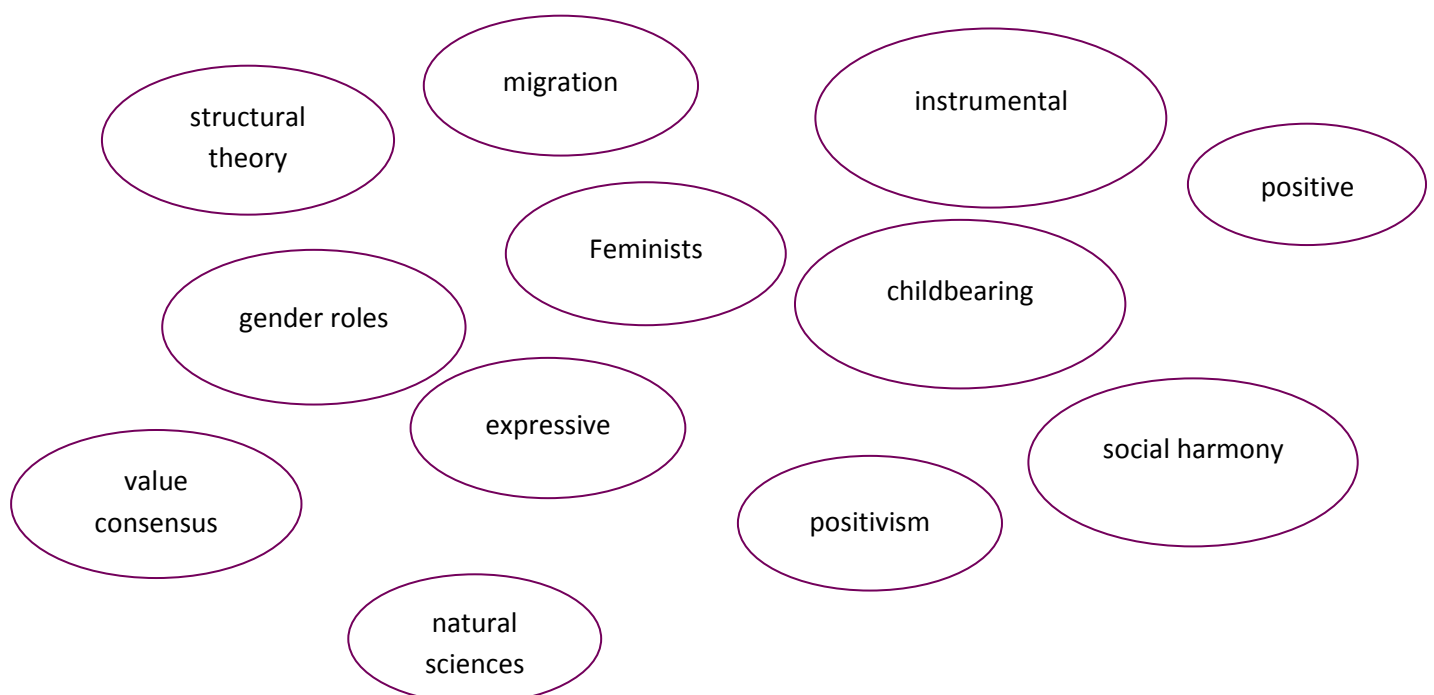 migration
instrumental
structural
theory
positive
Feminists
childbearing
gender roles
expressive
social harmony
value
consensus
positivism
natural
sciences